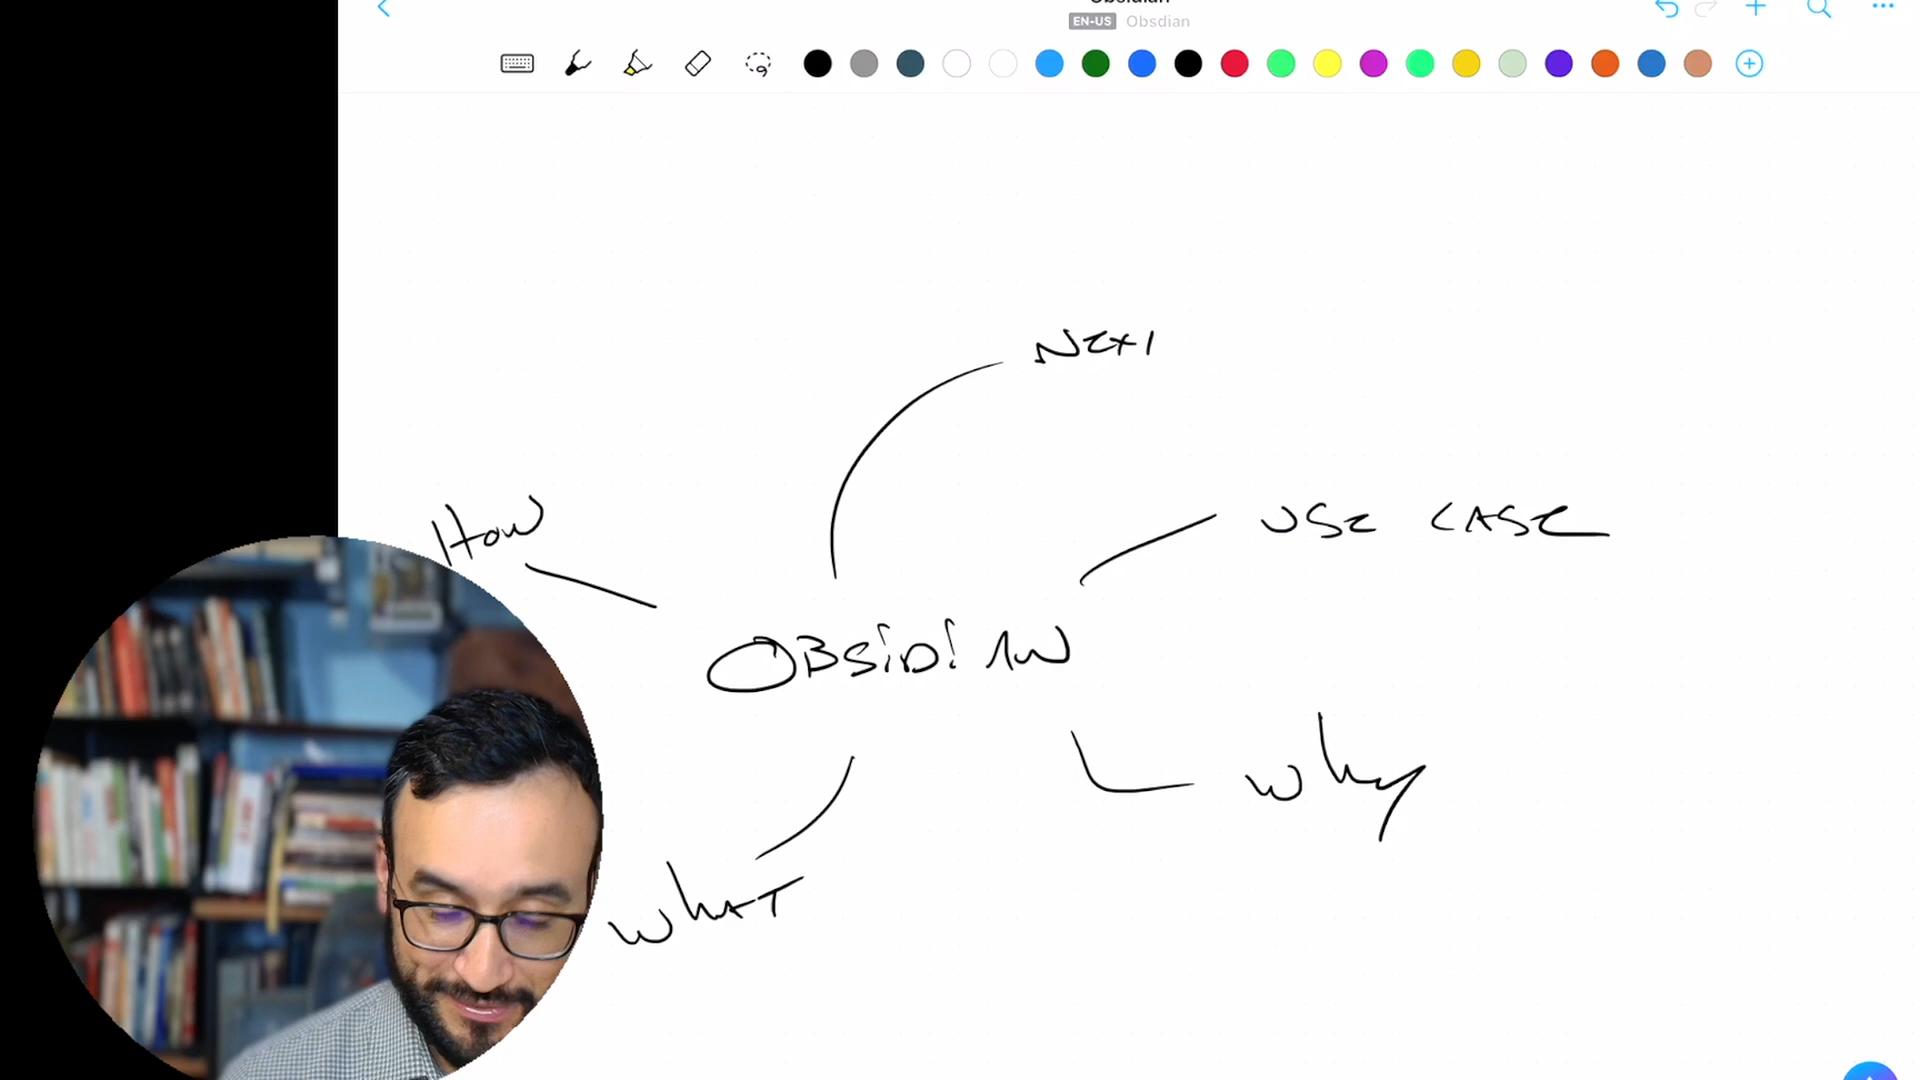 EN-US Obsdian
Next
How
Use Case
Obsidian
Why
What